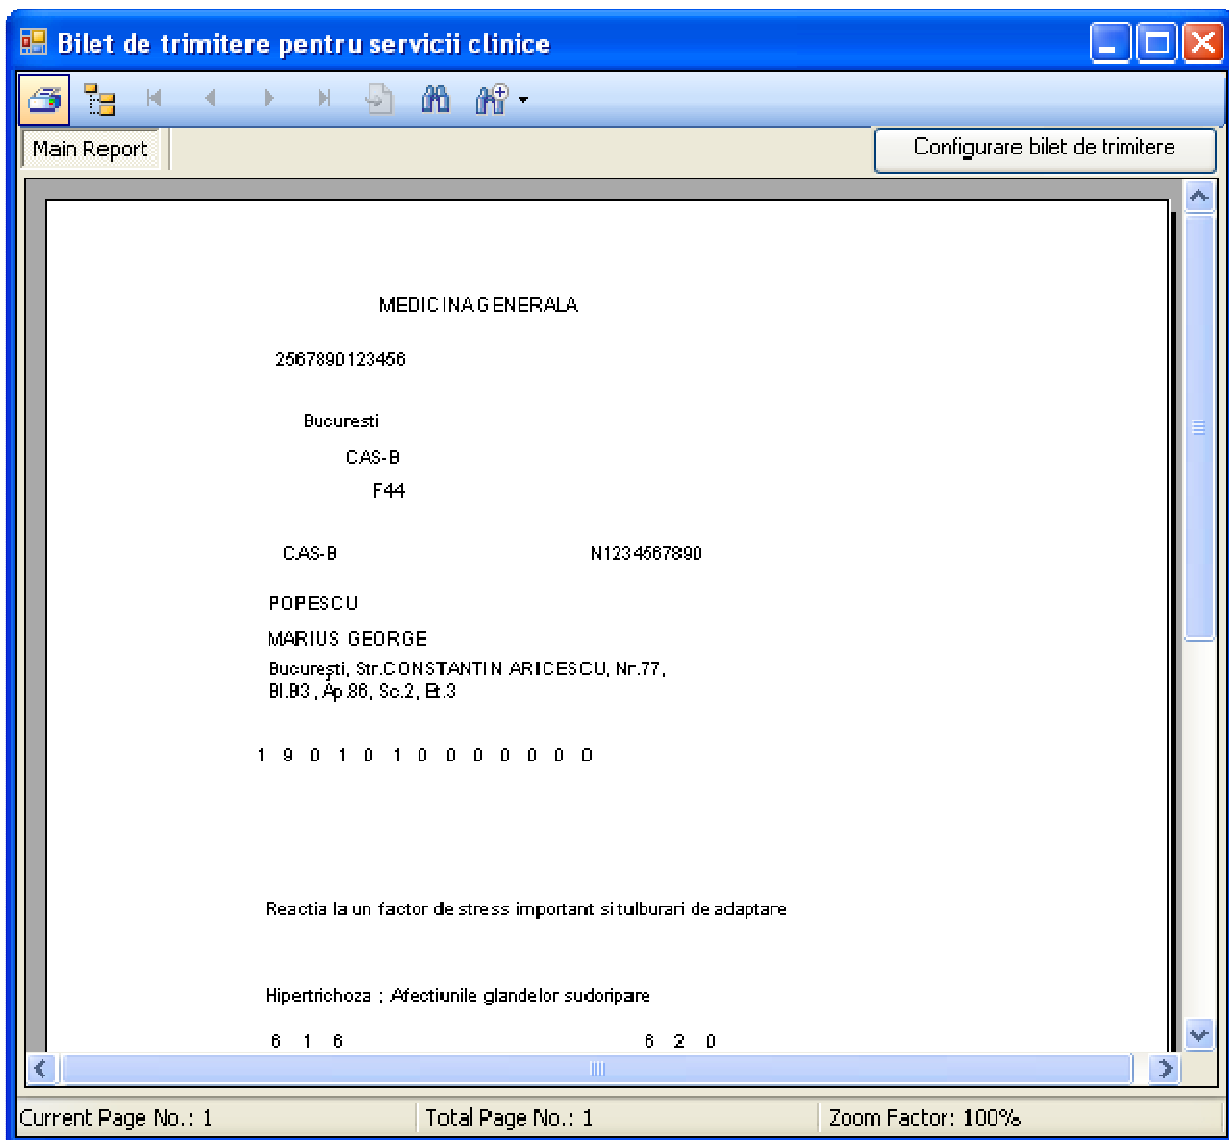 Bilet de trimitere pentru servicii clinice
Main Report
Configurare bilet de trimitere
MEDICINA GENERALA
2567890123456
Bucuresti
CAS-B
F44
CAS-B N1234567890
POPESCU
MARIUS GEORGE
București, Str.CONSTANTIN ARICESCU, Nr.77,
Bl.B3, Ap.86, Sc.2, Et.3
1 9 0 1 0 1 0 0 0 0 0 0 0
Reactia la un factor de stress important si tulburari de adaptare
Hipertrichoza ; Afectiunile glandelor sudoripare
6 1 6 6 2 0
Current Page No.: 1 Total Page No.: 1 Zoom Factor: 100%